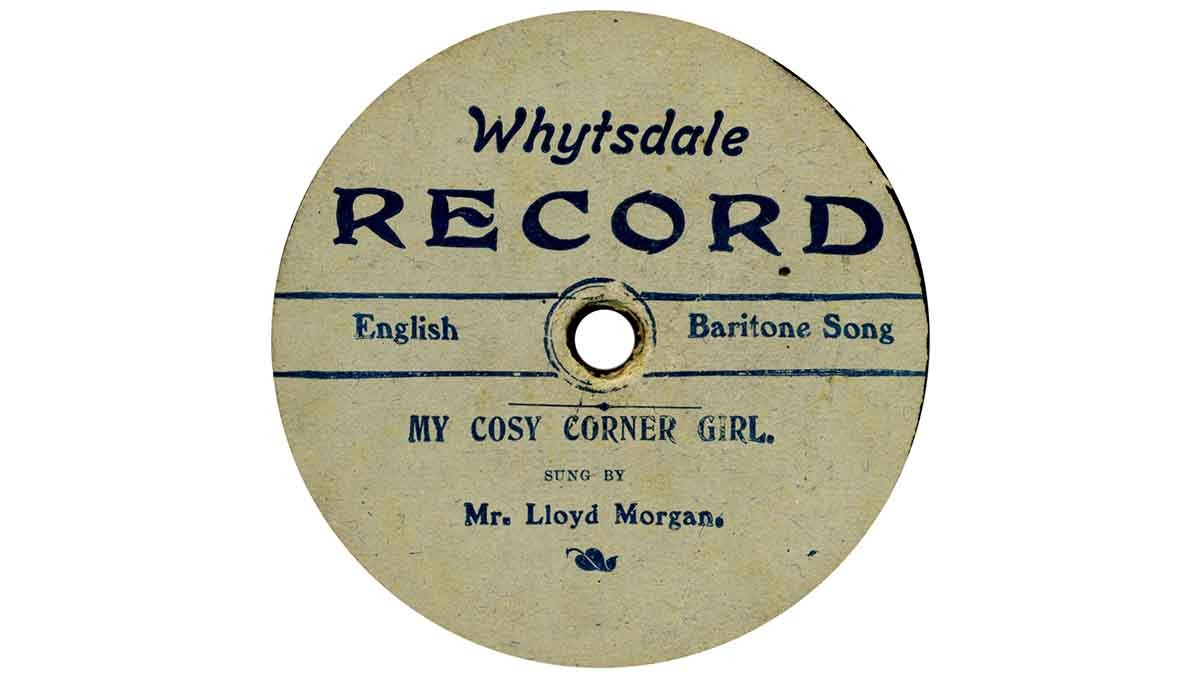 Whytsdale
RECORD
English Baritone Song
MY COSY CORNER GIRL.
SUNG BY
Mr. Lloyd Morgan.